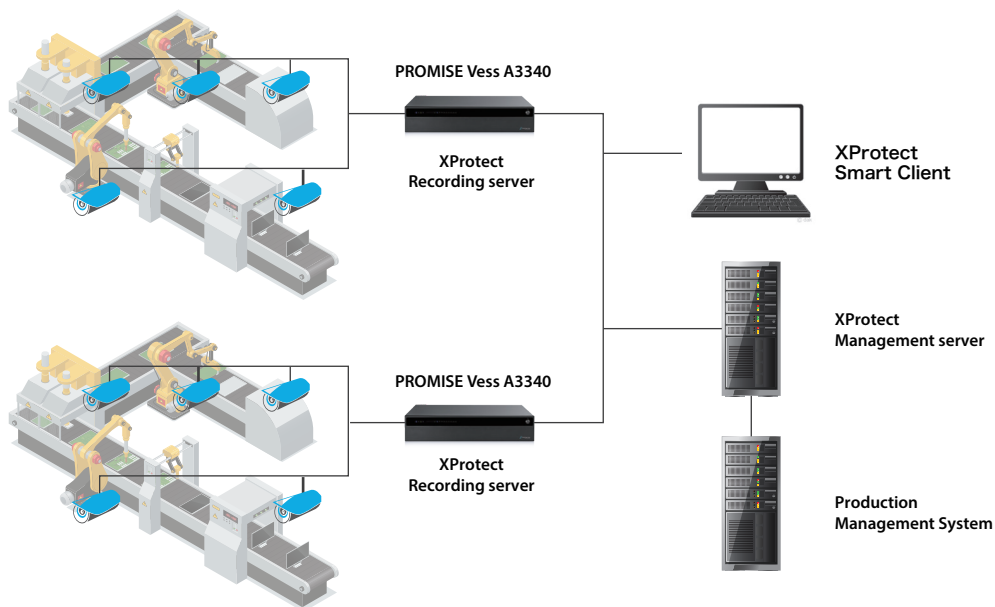 PROMISE Vess A3340
XProtect
Recording server
XProtect
Smart Client
XProtect
Management server
PROMISE Vess A3340
XProtect
Recording server
Production
Management System